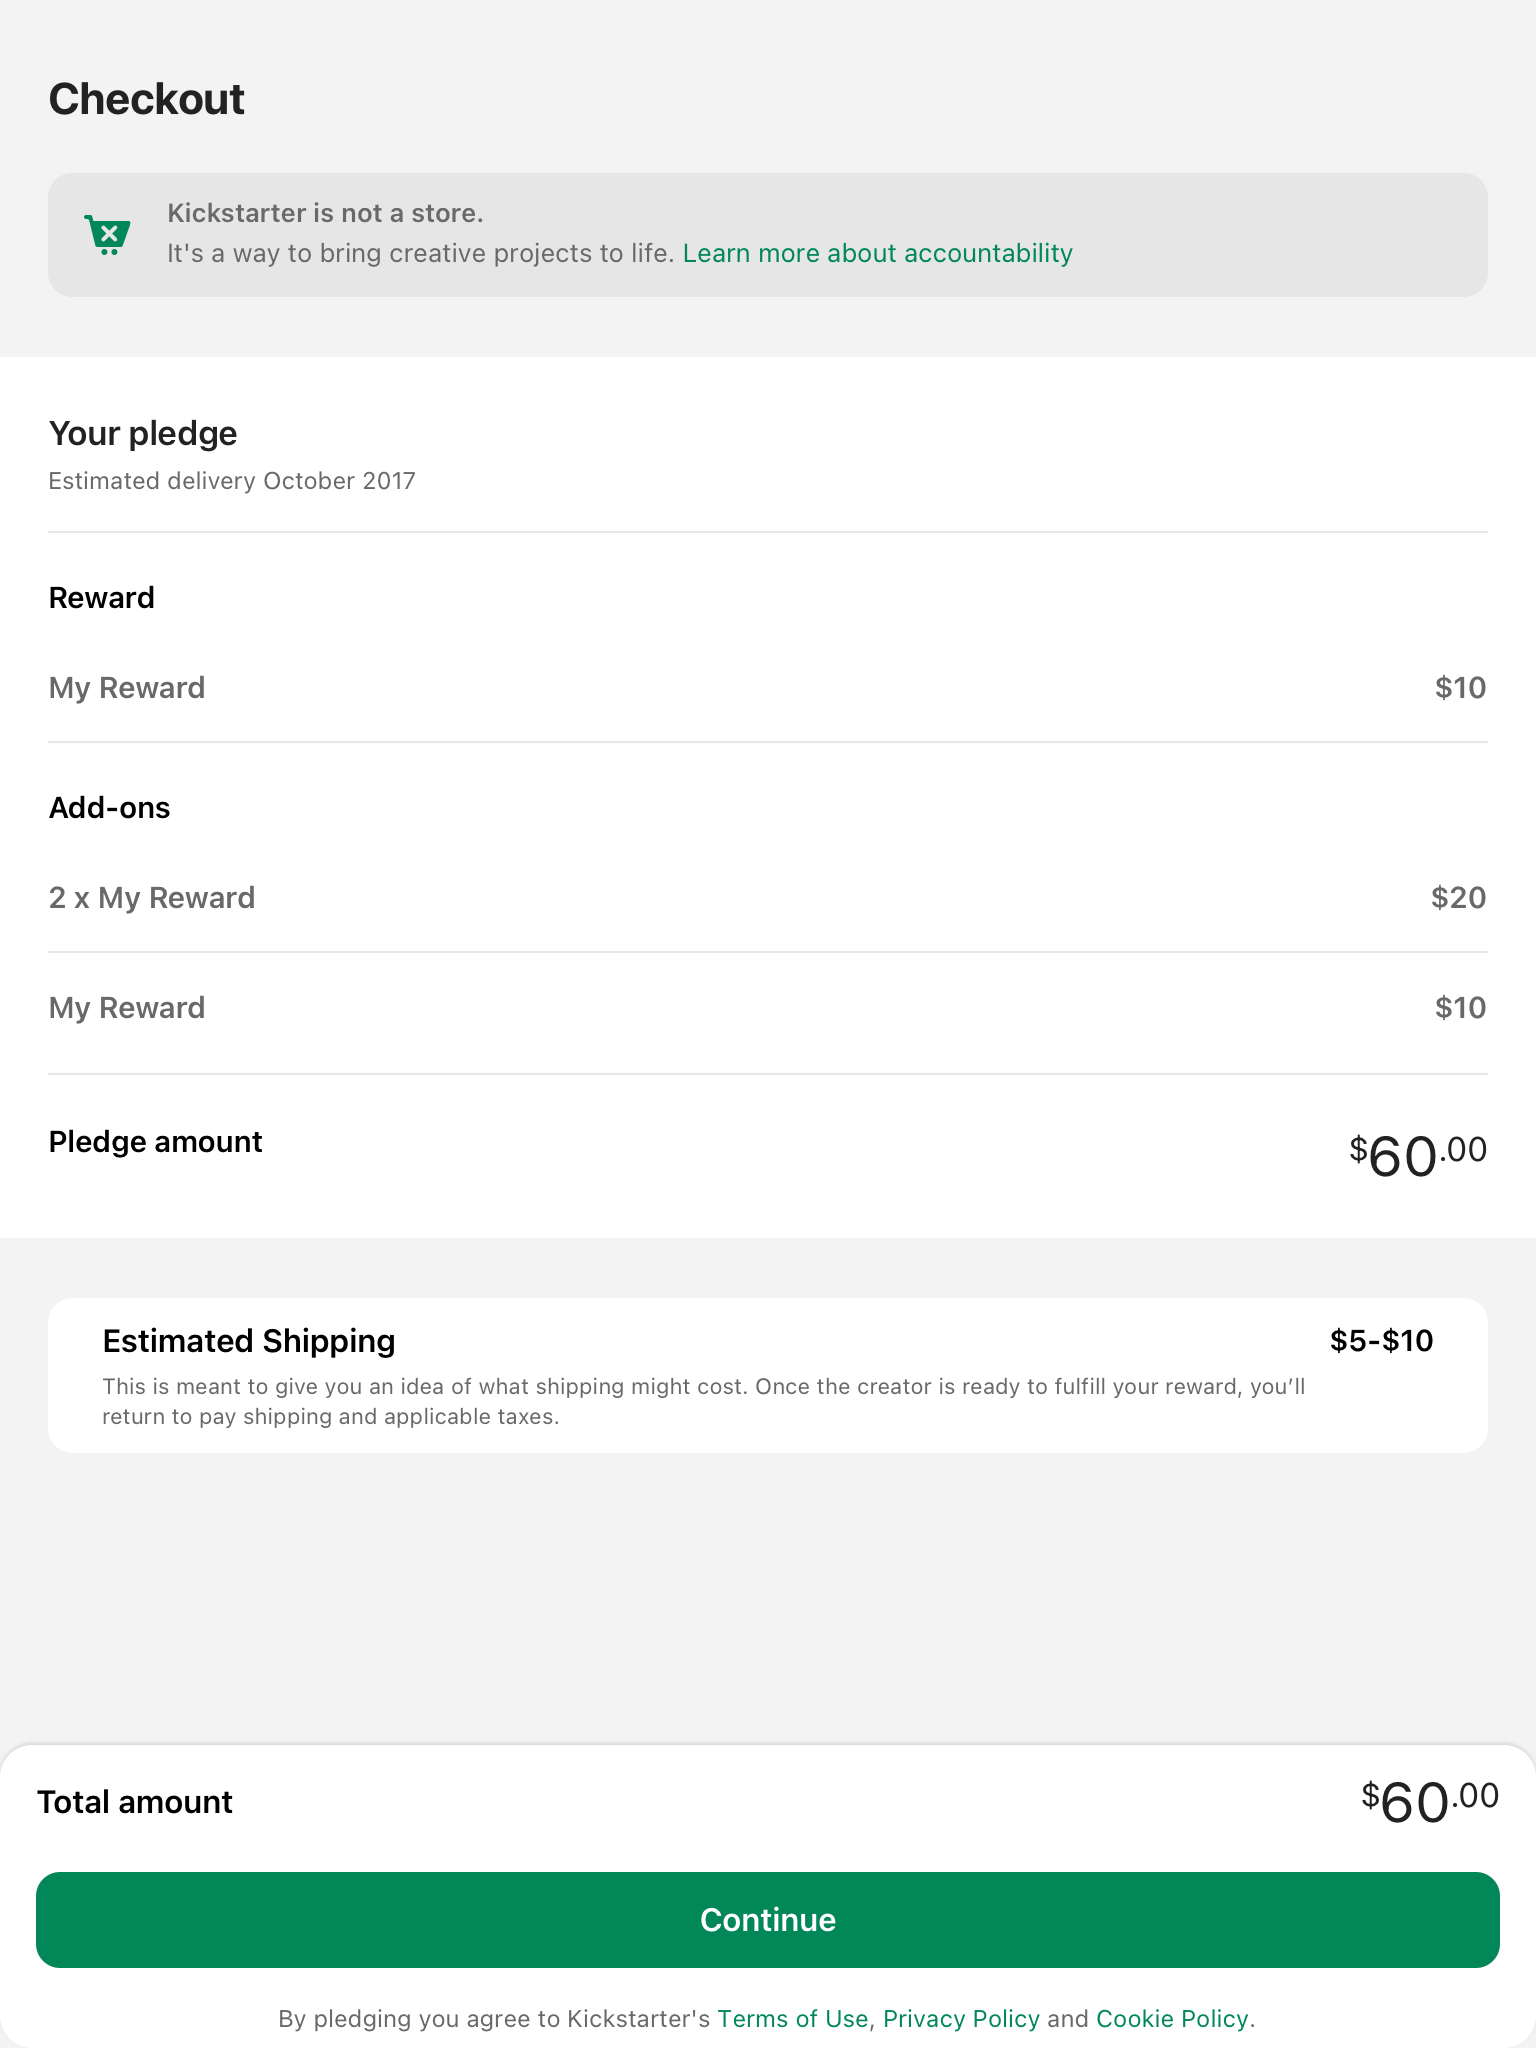 Checkout
Kickstarter is not a store.
It's a way to bring creative projects to life. Learn more about accountability
Your pledge
Estimated delivery October 2017
Reward
My Reward $10
Add-ons
2 x My Reward $20
My Reward $10
Pledge amount $60.00
Estimated Shipping $5-$10
This is meant to give you an idea of what shipping might cost. Once the creator is ready to fulfill your reward, you’ll
return to pay shipping and applicable taxes.
Total amount $60.00
Continue
By pledging you agree to Kickstarter's Terms of Use, Privacy Policy and Cookie Policy.